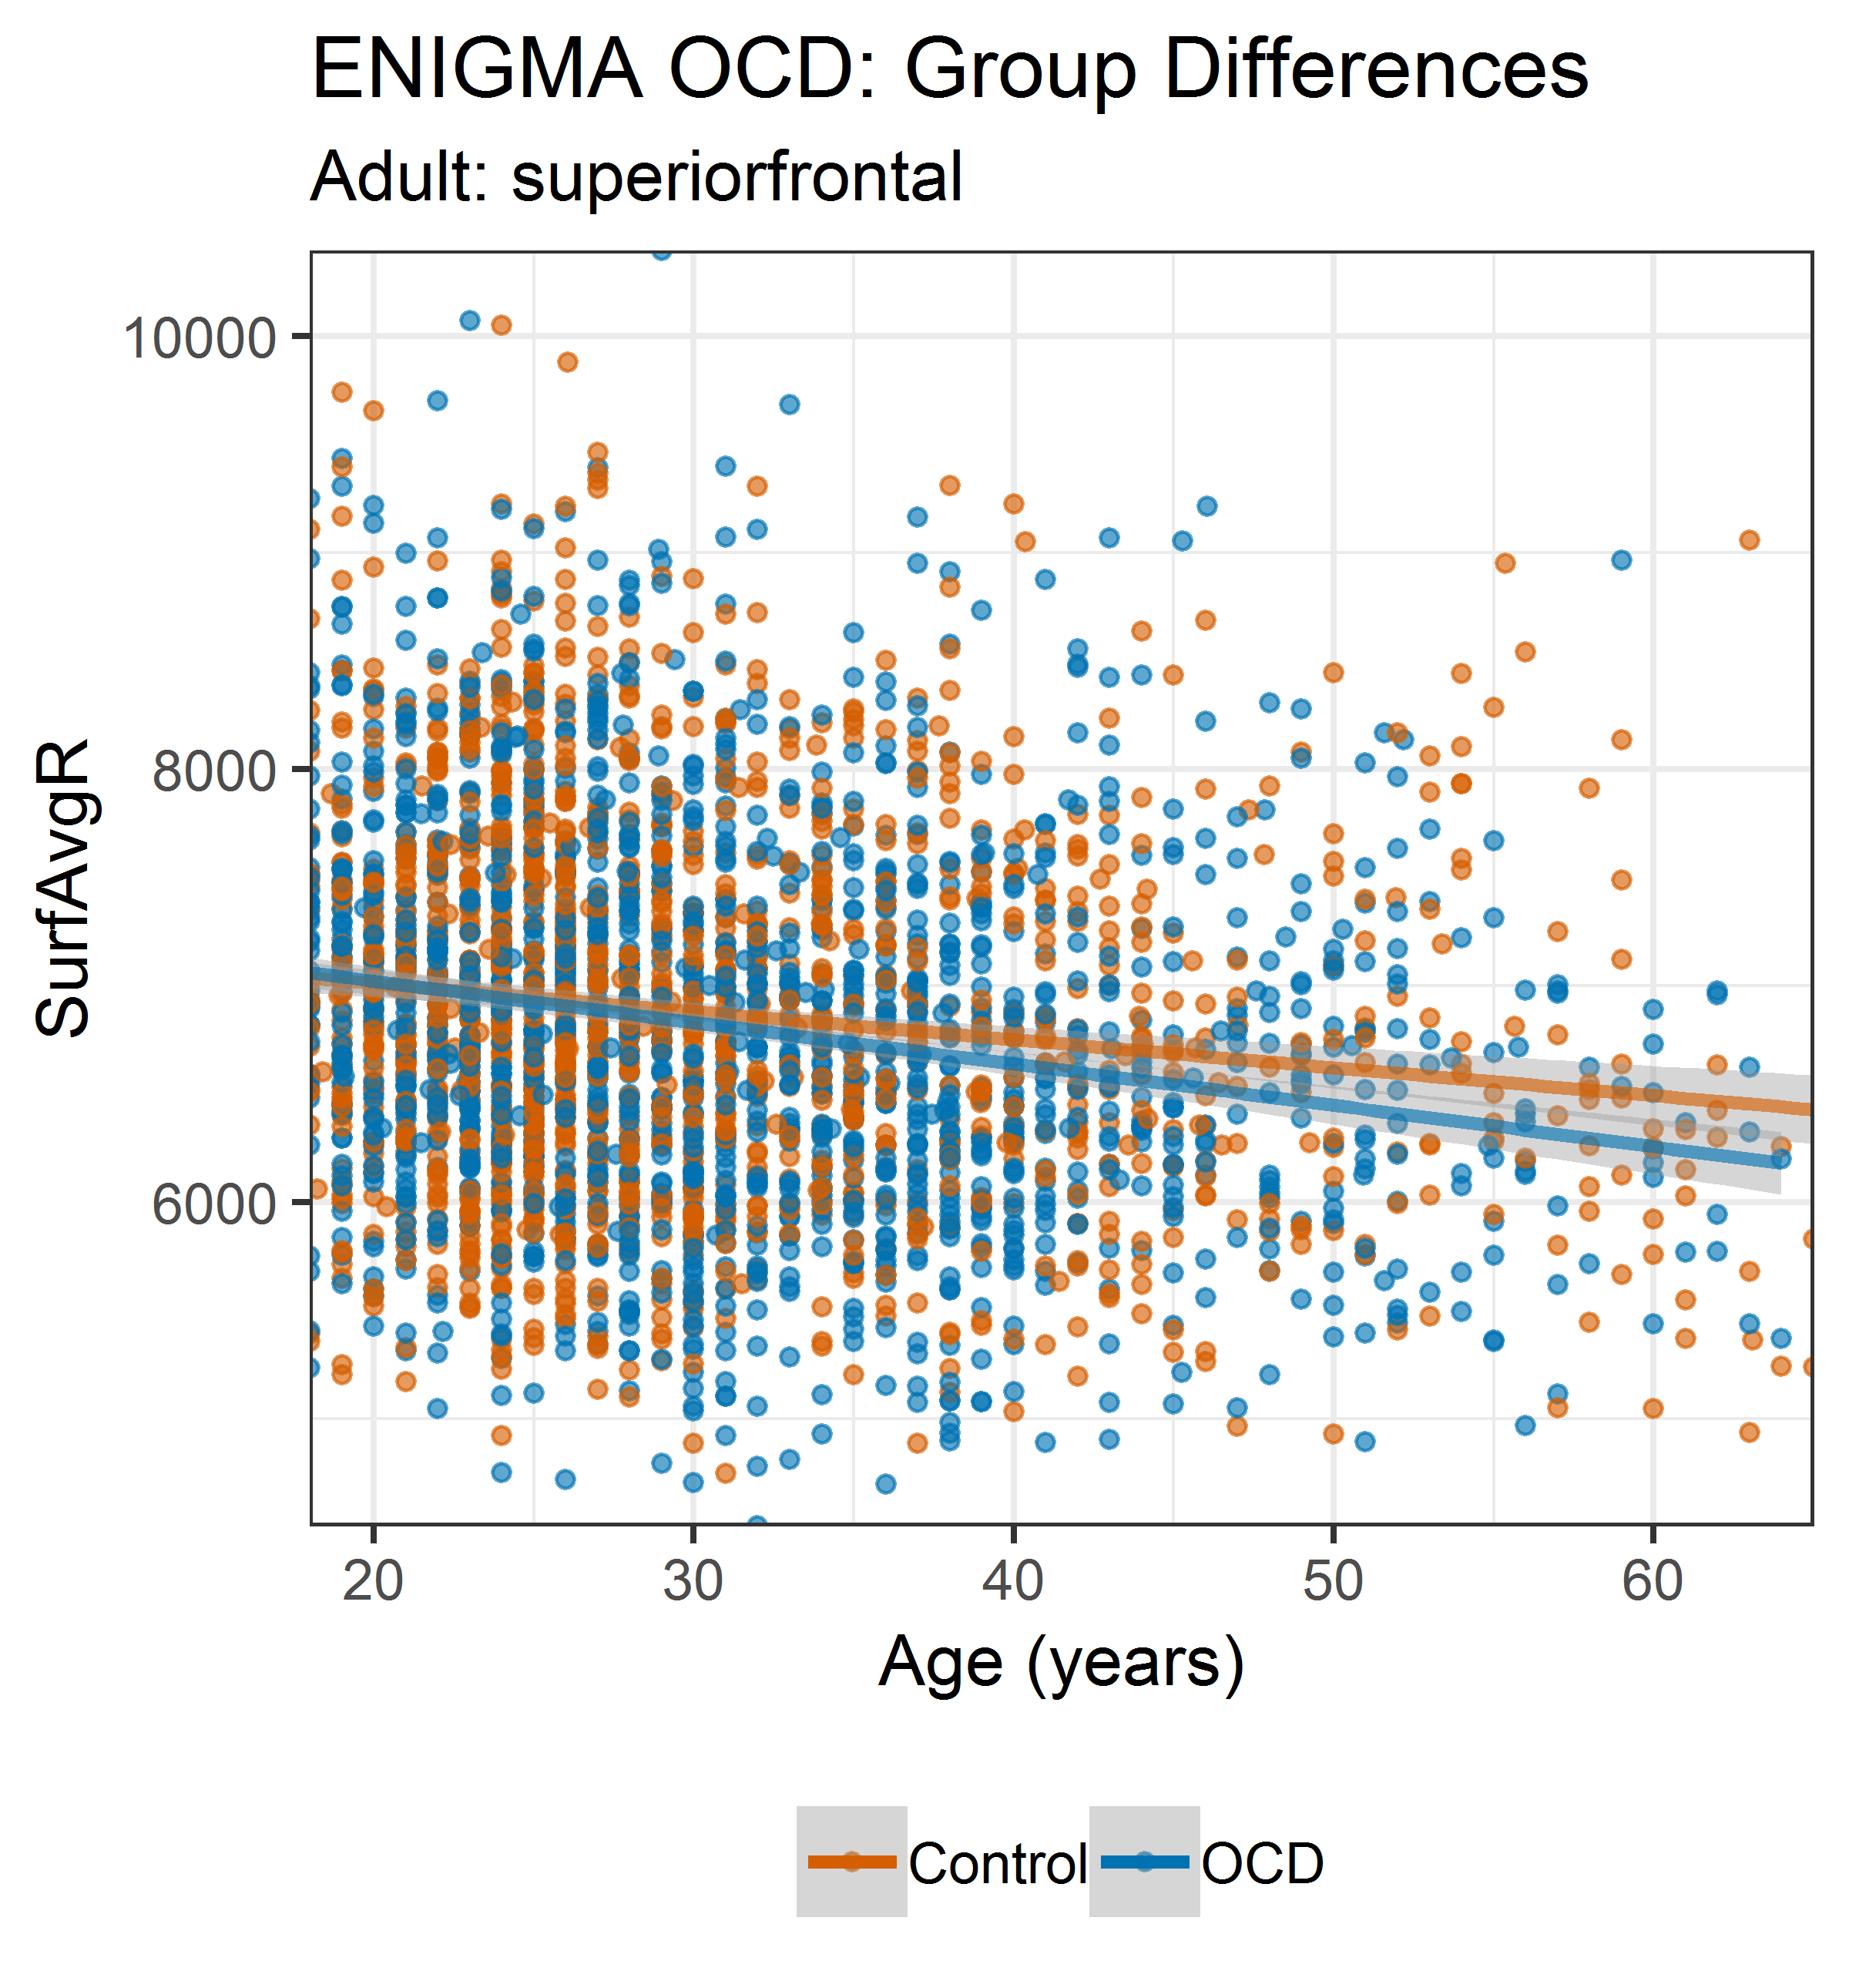 ENIGMA OCD: Group Differences
Adult: superiorfrontal
SurfAvgR
10000
8000
6000
20 30 40 50 60
Age (years)
Control OCD